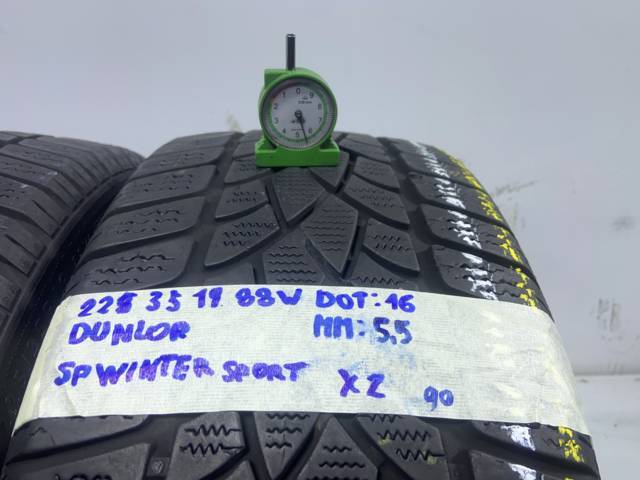 225 35 19 88W DOT:16
DUNLOP MM:5,5
SP WINTER SPORT X2 90